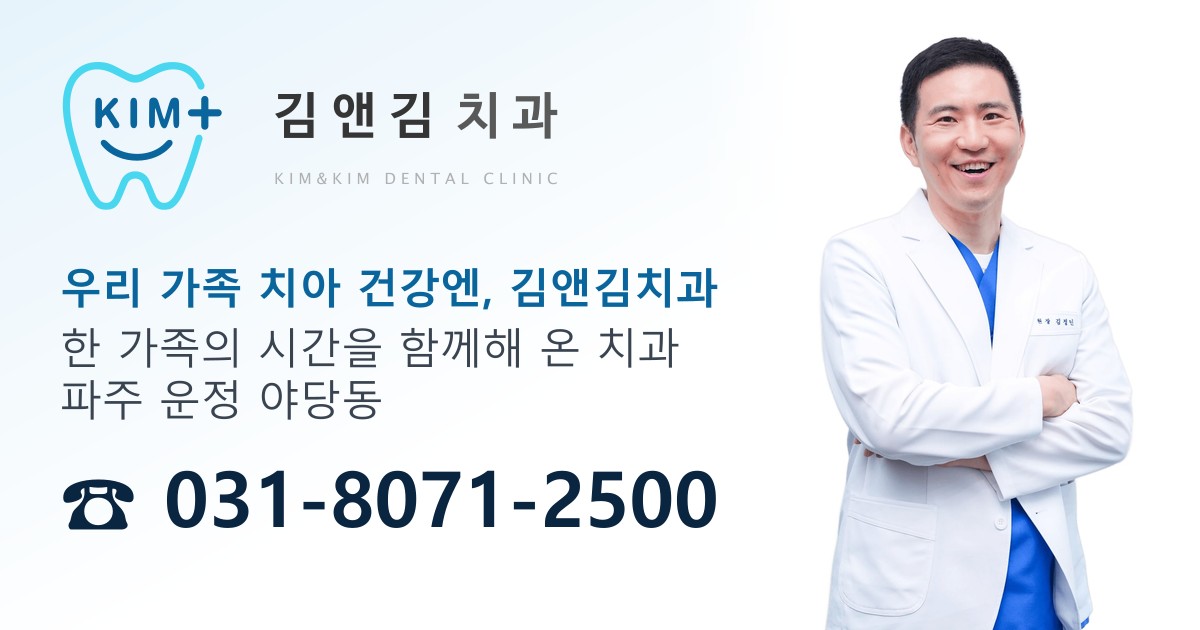 KIM+
김앤김 치과
KIM&KIM DENTAL CLINIC
우리 가족 치아 건강엔, 김앤김치과
한 가족의 시간을 함께해 온 치과
파주 운정 야당동
☎ 031-8071-2500